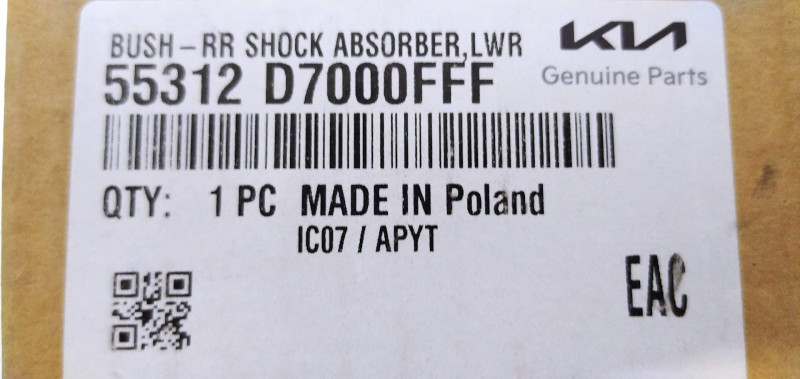 BUSH-RR SHOCK ABSORBER,LWR
KIA
55312 D7000FFF
Genuine Parts
QTY: 1 PC MADE IN Poland
IC07 / APYT
EAC